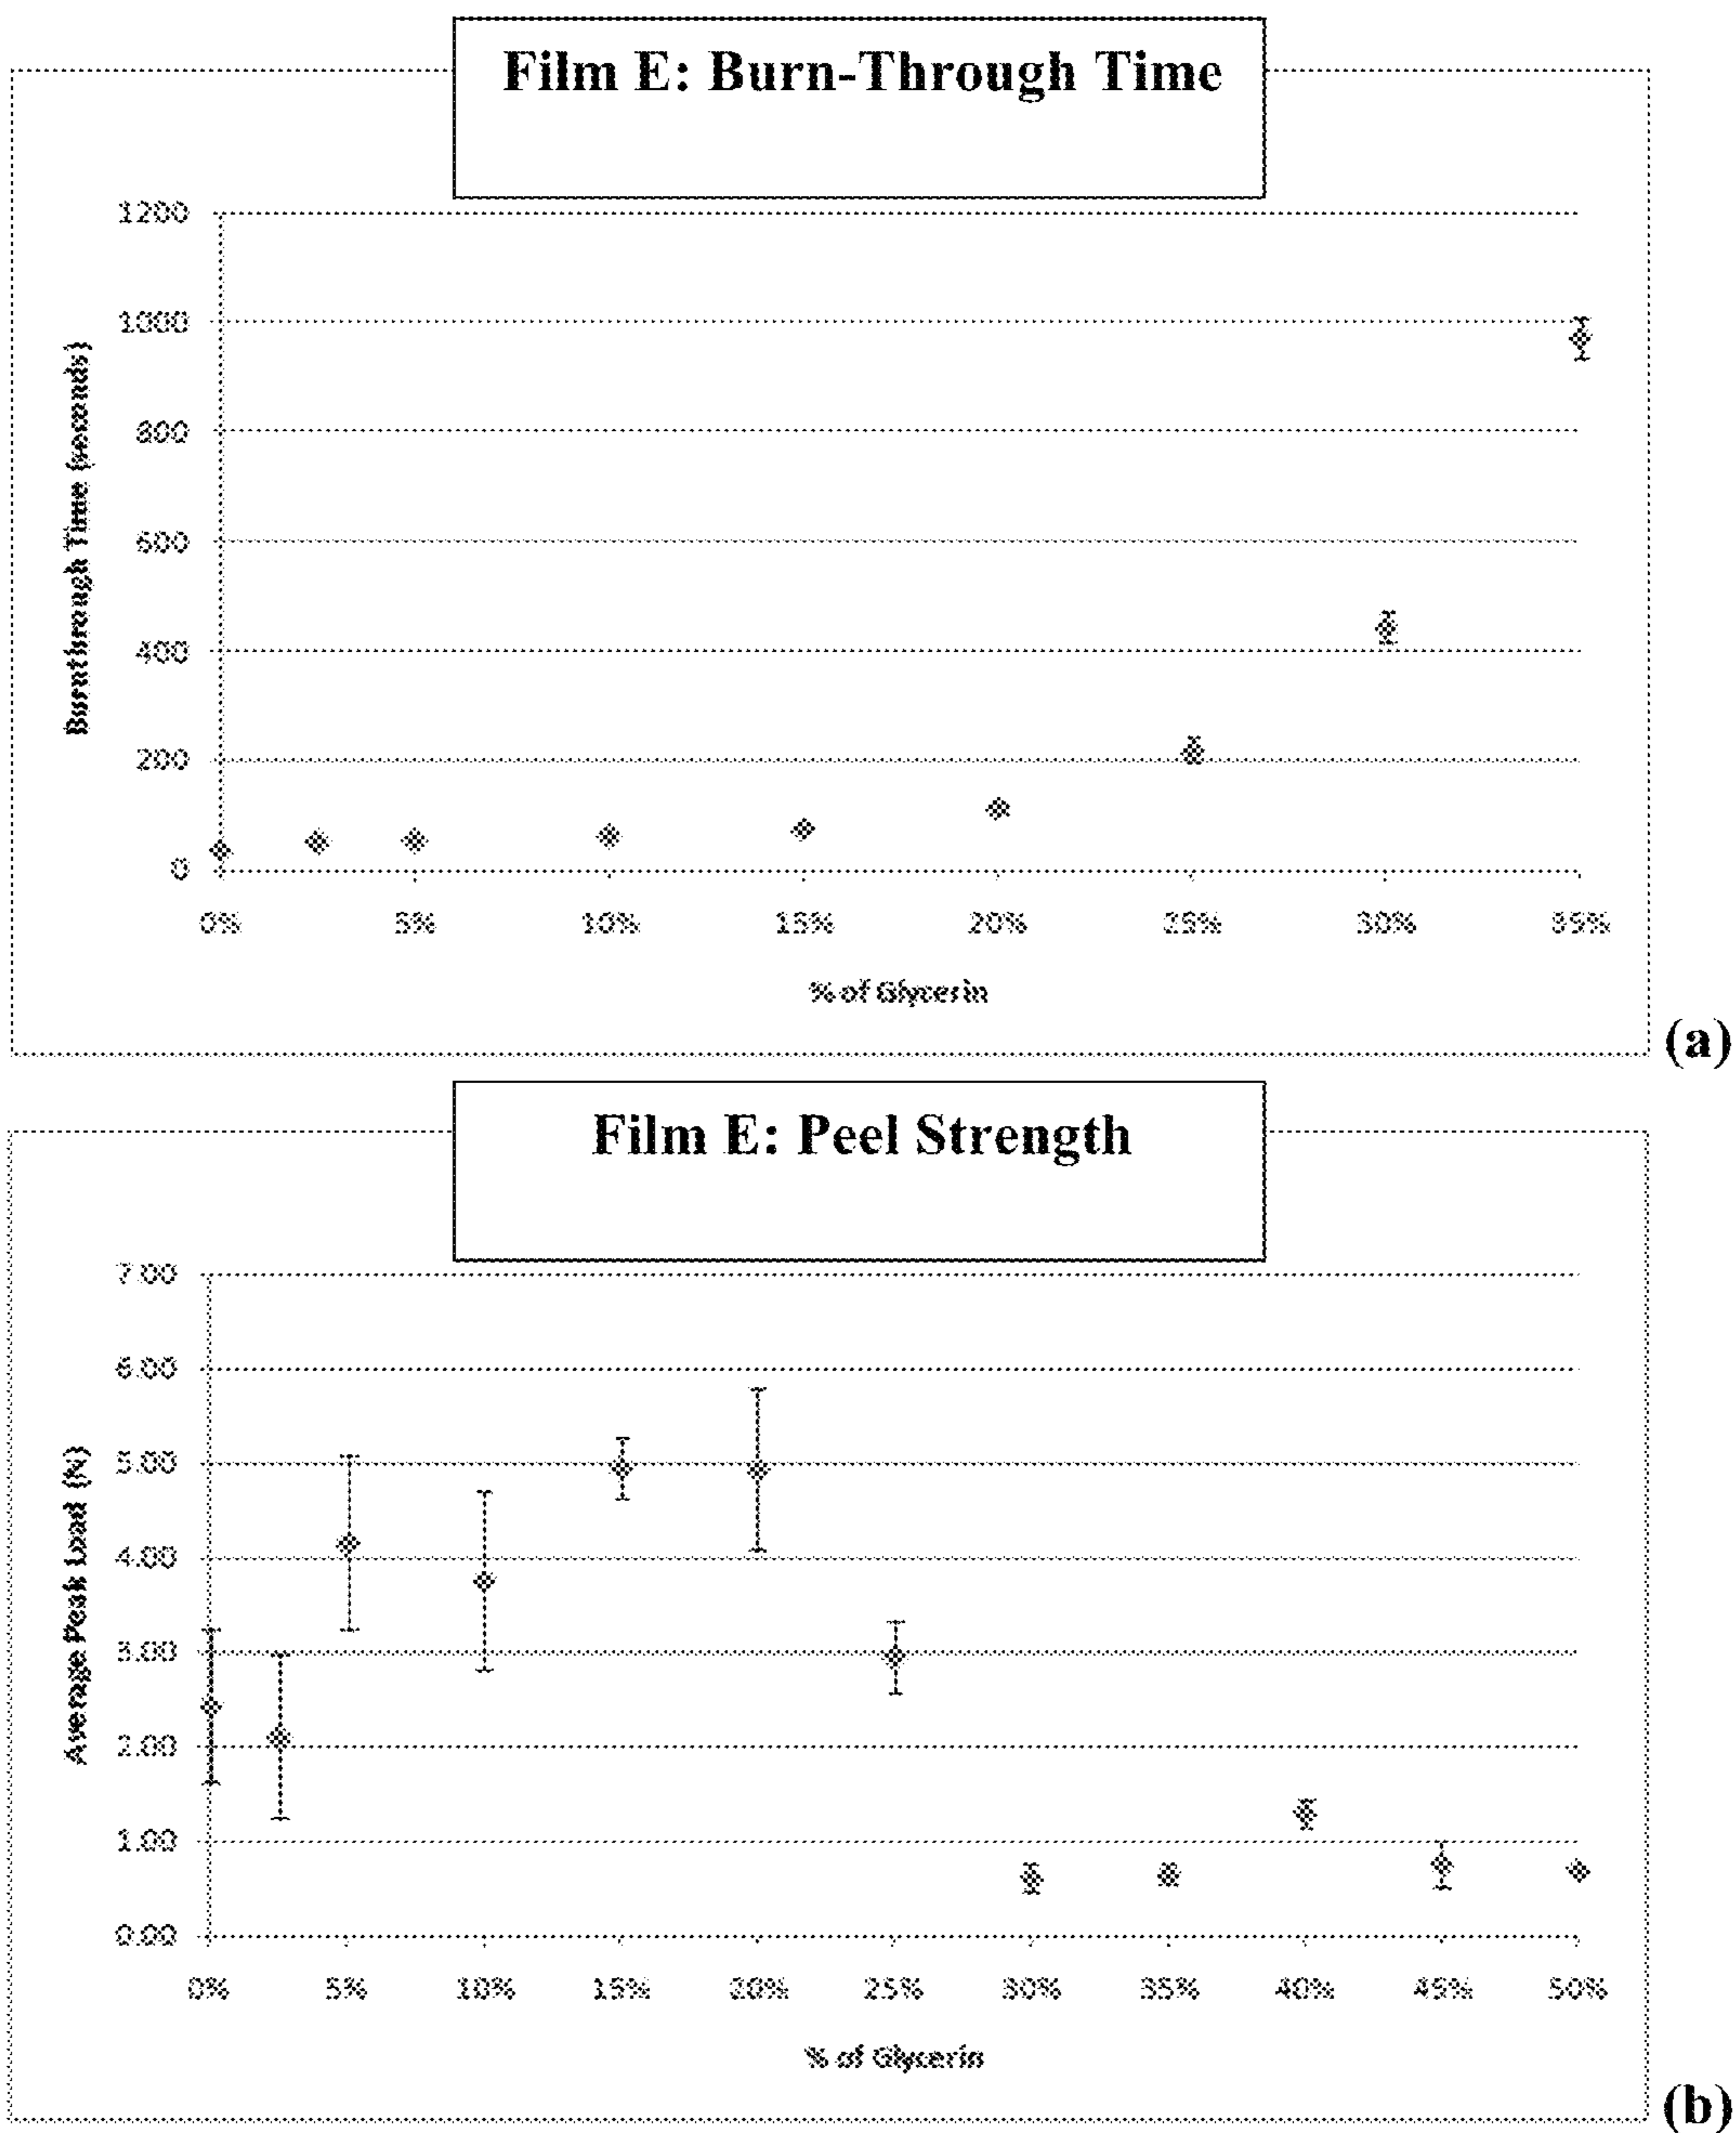 Film E: Burn-Through Time
1200
1000
800
600
400
200
0
Burnthrough Time (seconds)
0% 5% 10% 15% 20% 25% 30% 35%
% of Glycerin
(a)
Film E: Peel Strength
7.00
6.00
5.00
4.00
3.00
2.00
1.00
0.00
Average Peak Load (N)
0% 5% 10% 15% 20% 25% 30% 35% 40% 45% 50%
% of Glycerin
(b)